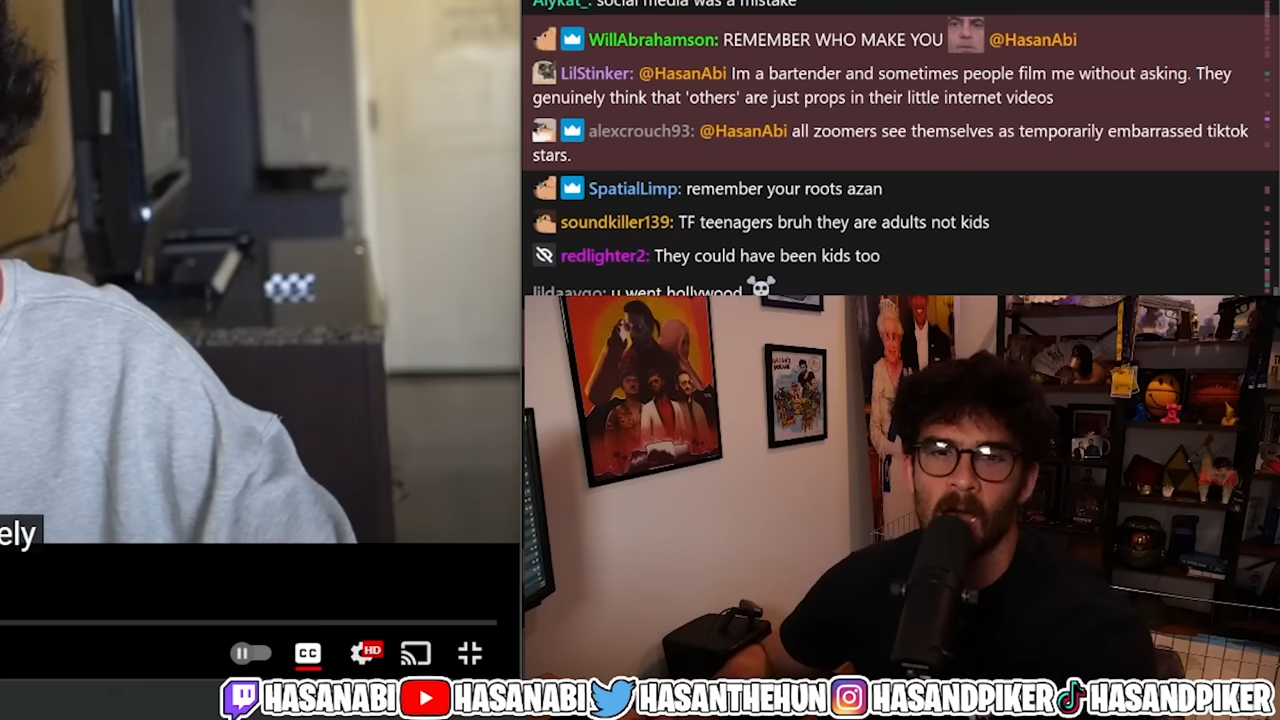 Alykat_: social media was a mistake
WillAbrahamson: REMEMBER WHO MAKE YOU @HasanAbi
LilStinker: @HasanAbi Im a bartender and sometimes people film me without asking. They
genuinely think that 'others' are just props in their little internet videos
alexcrouch93: @HasanAbi all zoomers see themselves as temporarily embarrassed tiktok
stars.
SpatialLimp: remember your roots azan
soundkiller139: TF teenagers bruh they are adults not kids
redlighter2: They could have been kids too
lildaavgo: u went hollywood
ely
CC
HD
HASANABI HASANABI HASANTHEHUN HASANDPIKER HASANDPIKER